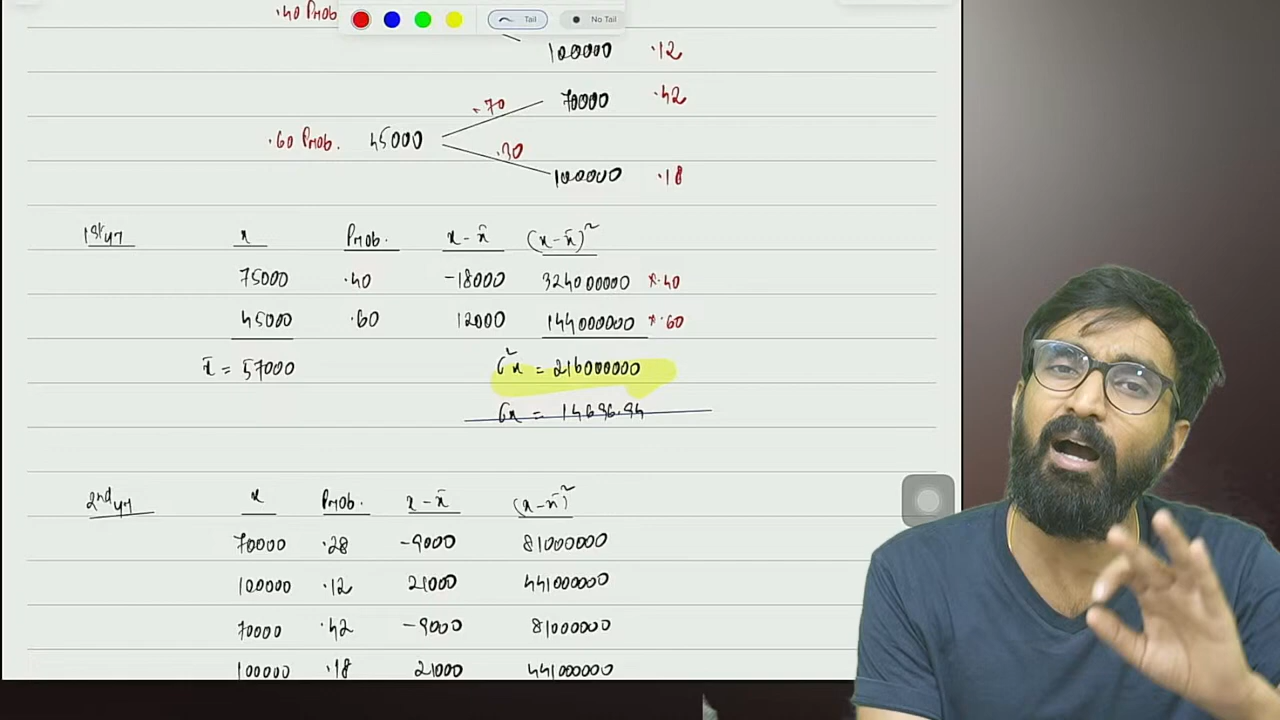 .40 Prob
Tail No Tail
100000 .12
.70 70000 .42
.60 Prob. 45000
.30
100000 .18
1st yr x Prob. x - x̄ (x - x̄)²
75000 .40 -18000 324000000 *.40
45000 .60 12000 144000000 *.60
x̄ = 57000 σ²x = 216000000
σx = 14696.94
2nd yr x Prob. x - x̄ (x - x̄)²
70000 .28 -9000 81000000
100000 .12 21000 441000000
70000 .42 -9000 81000000
100000 .18 21000 441000000